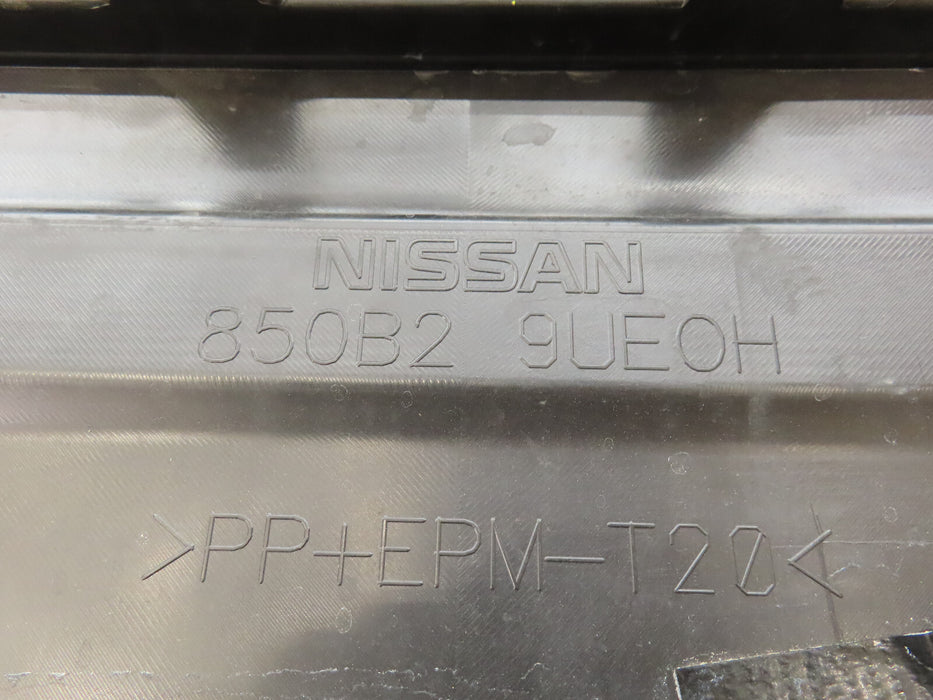 NISSAN
850B2 9UE0H
>PP+EPM-T20<